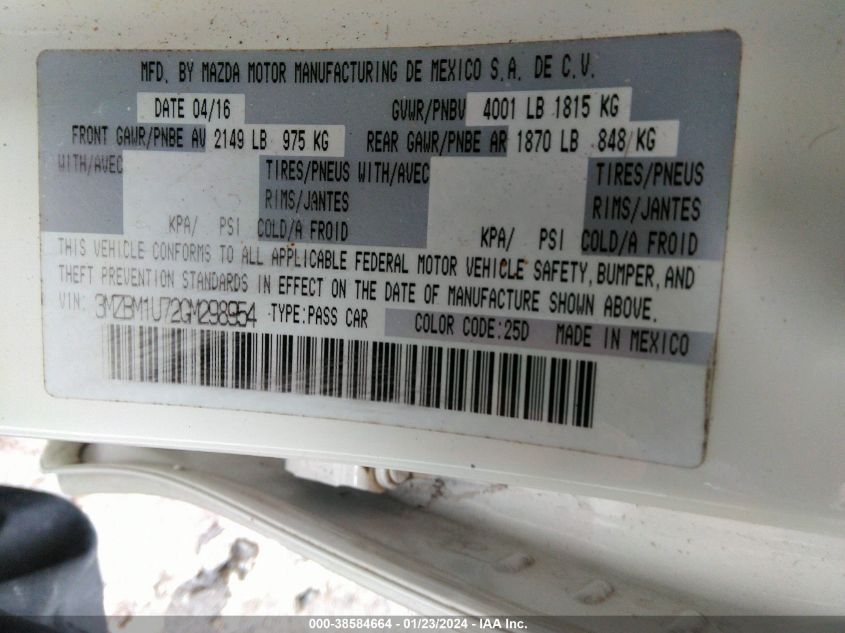 MFD. BY MAZDA MOTOR MANUFACTURING DE MEXICO S.A. DE C.V.
DATE 04/16 GVWR/PNBV 4001 LB 1815 KG
FRONT GAWR/PNBE AV 2149 LB 975 KG REAR GAWR/PNBE AR 1870 LB 848/KG
WITH/AVEC TIRES/PNEUS WITH/AVEC TIRES/PNEUS
RIMS/JANTES RIMS/JANTES
KPA/ PSI COLD/A FROID KPA/ PSI COLD/A FROID
THIS VEHICLE CONFORMS TO ALL APPLICABLE FEDERAL MOTOR VEHICLE SAFETY, BUMPER, AND
THEFT PREVENTION STANDARDS IN EFFECT ON THE DATE OF MANUFACTURE SHOWN ABOVE.
VIN: 3MZBM1U72GM298954 TYPE:PASS CAR COLOR CODE:25D MADE IN MEXICO
000-38584664 - 01/23/2024 - IAA Inc.